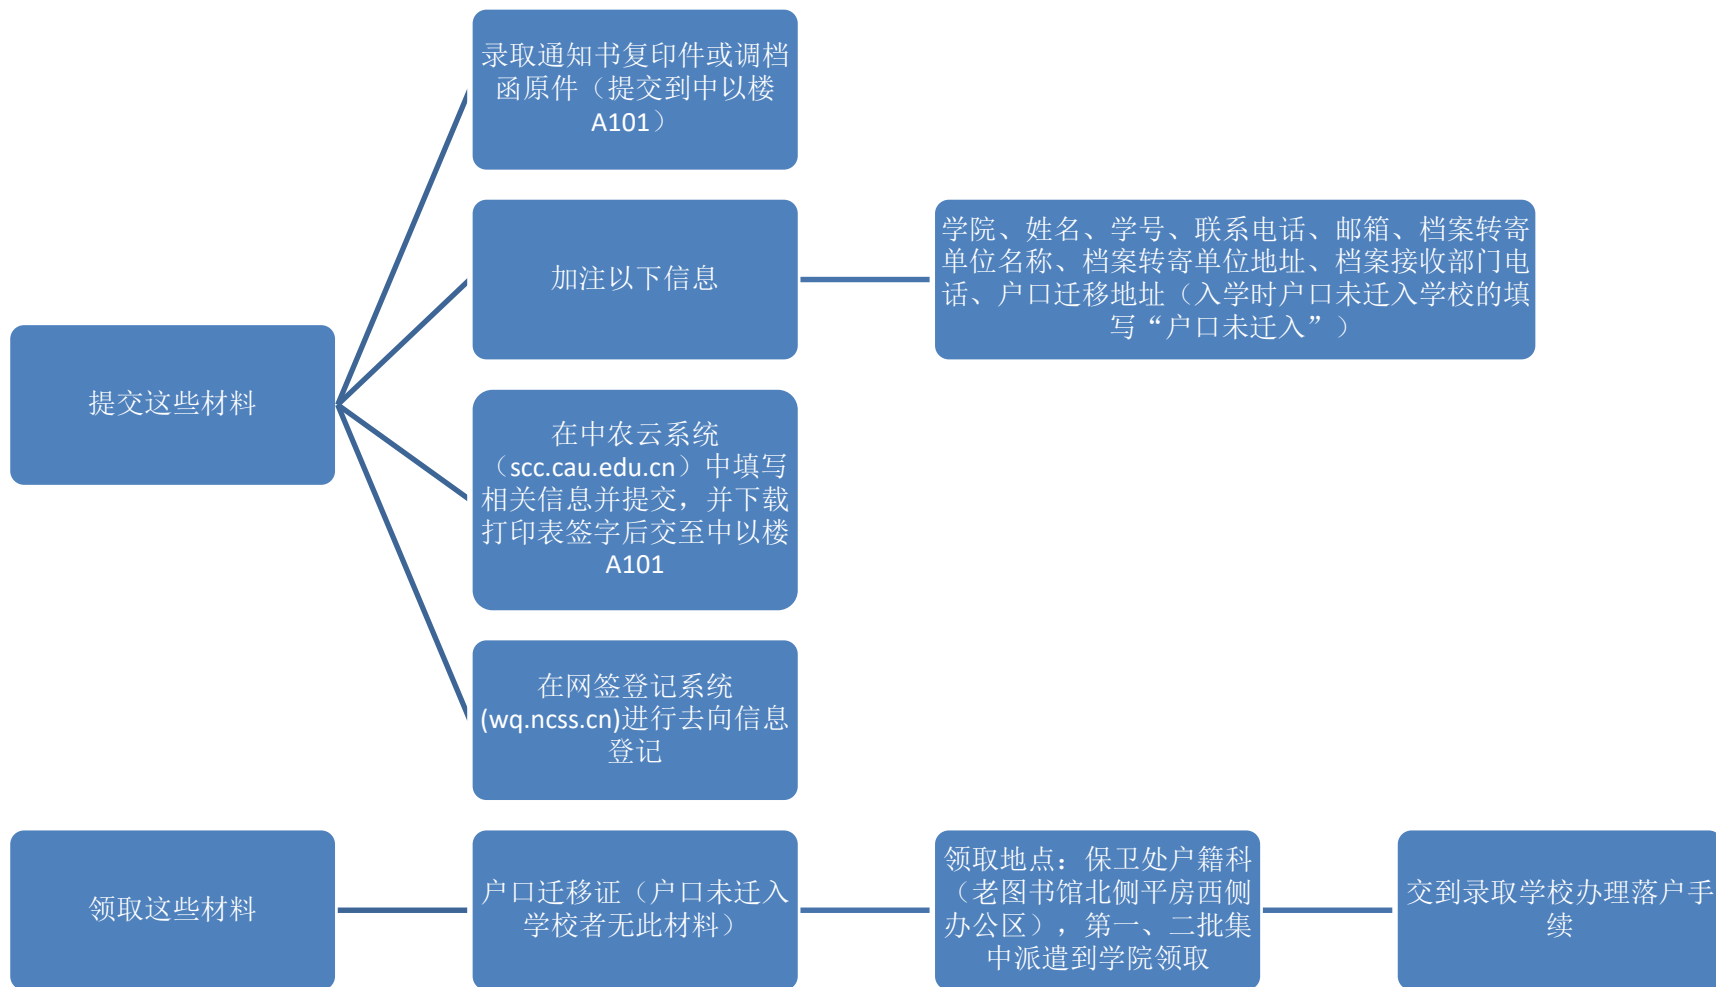 录取通知书复印件或调档
函原件（提交到中以楼
A101）
加注以下信息
学院、姓名、学号、联系电话、邮箱、档案转寄
单位名称、档案转寄单位地址、档案接收部门电
话、户口迁移地址（入学时户口未迁入学校的填
写“户口未迁入”）
提交这些材料
在中农云系统
（scc.cau.edu.cn）中填写
相关信息并提交，并下载
打印表签字后交至中以楼
A101
在网签登记系统
(wq.ncss.cn)进行去向信息
登记
领取这些材料
户口迁移证（户口未迁入
学校者无此材料）
领取地点：保卫处户籍科
（老图书馆北侧平房西侧
办公区），第一、二批集
中派遣到学院领取
交到录取学校办理落户手
续